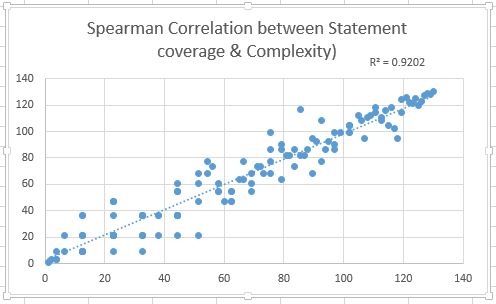 Spearman Correlation between Statement
coverage & Complexity)
R² = 0.9202
140
120
100
80
60
40
20
0
0 20 40 60 80 100 120 140